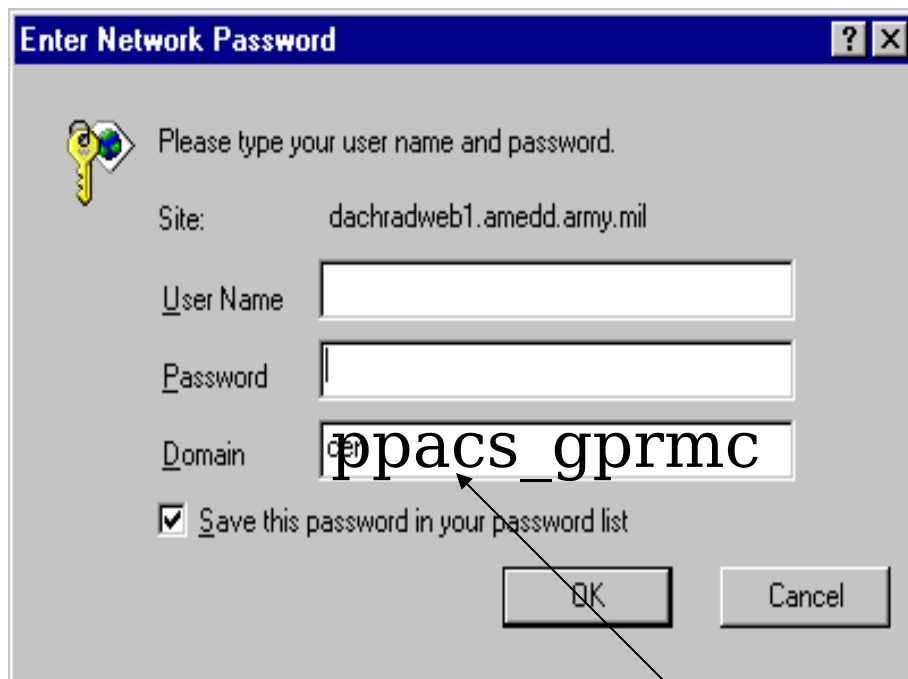 Enter Network Password
Please type your user name and password.
Site: dachradweb1.amedd.army.mil
User Name
Password
Domain ppacs_gprmc
Save this password in your password list
OK Cancel